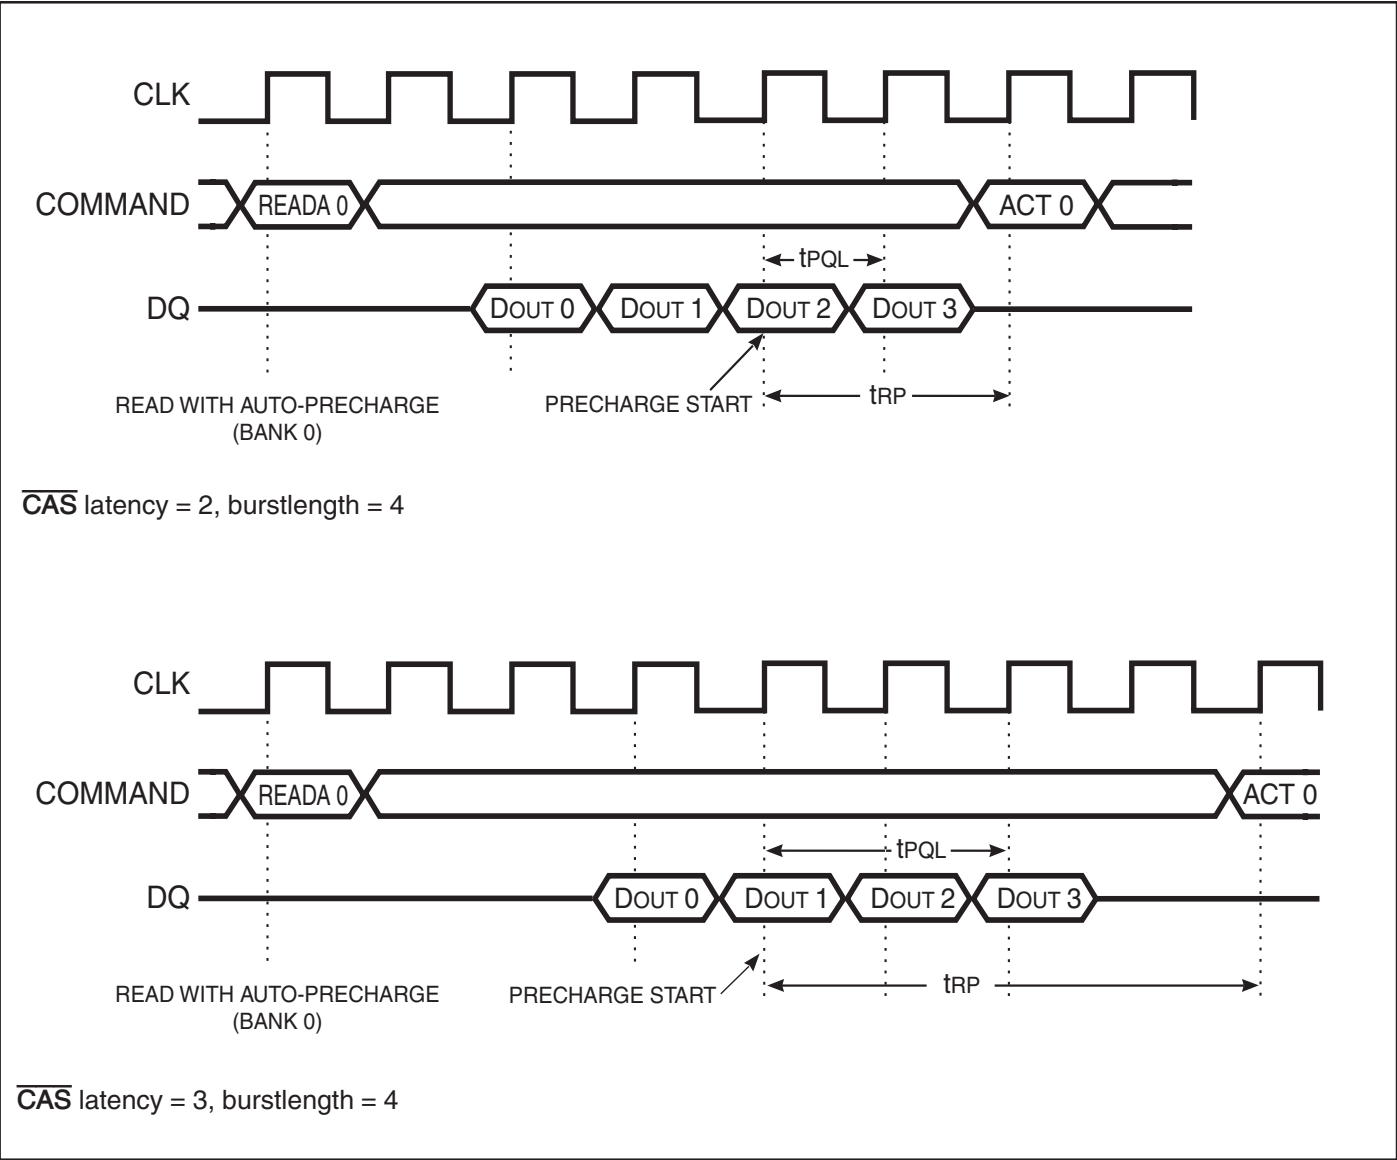 CLK
COMMAND READA 0 ACT 0
tPQL
DQ DOUT 0 DOUT 1 DOUT 2 DOUT 3
READ WITH AUTO-PRECHARGE
(BANK 0)
PRECHARGE START
tRP
CAS latency = 2, burstlength = 4
CLK
COMMAND READA 0 ACT 0
tPQL
DQ DOUT 0 DOUT 1 DOUT 2 DOUT 3
READ WITH AUTO-PRECHARGE
(BANK 0)
PRECHARGE START
tRP
CAS latency = 3, burstlength = 4